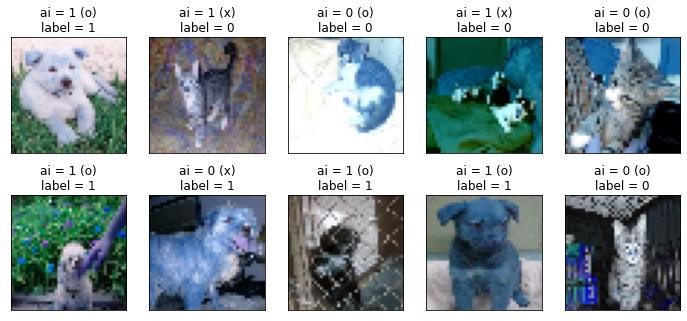 ai = 1 (o)
label = 1
ai = 1 (x)
label = 0
ai = 0 (o)
label = 0
ai = 1 (x)
label = 0
ai = 0 (o)
label = 0
ai = 1 (o)
label = 1
ai = 0 (x)
label = 1
ai = 1 (o)
label = 1
ai = 1 (o)
label = 1
ai = 0 (o)
label = 0